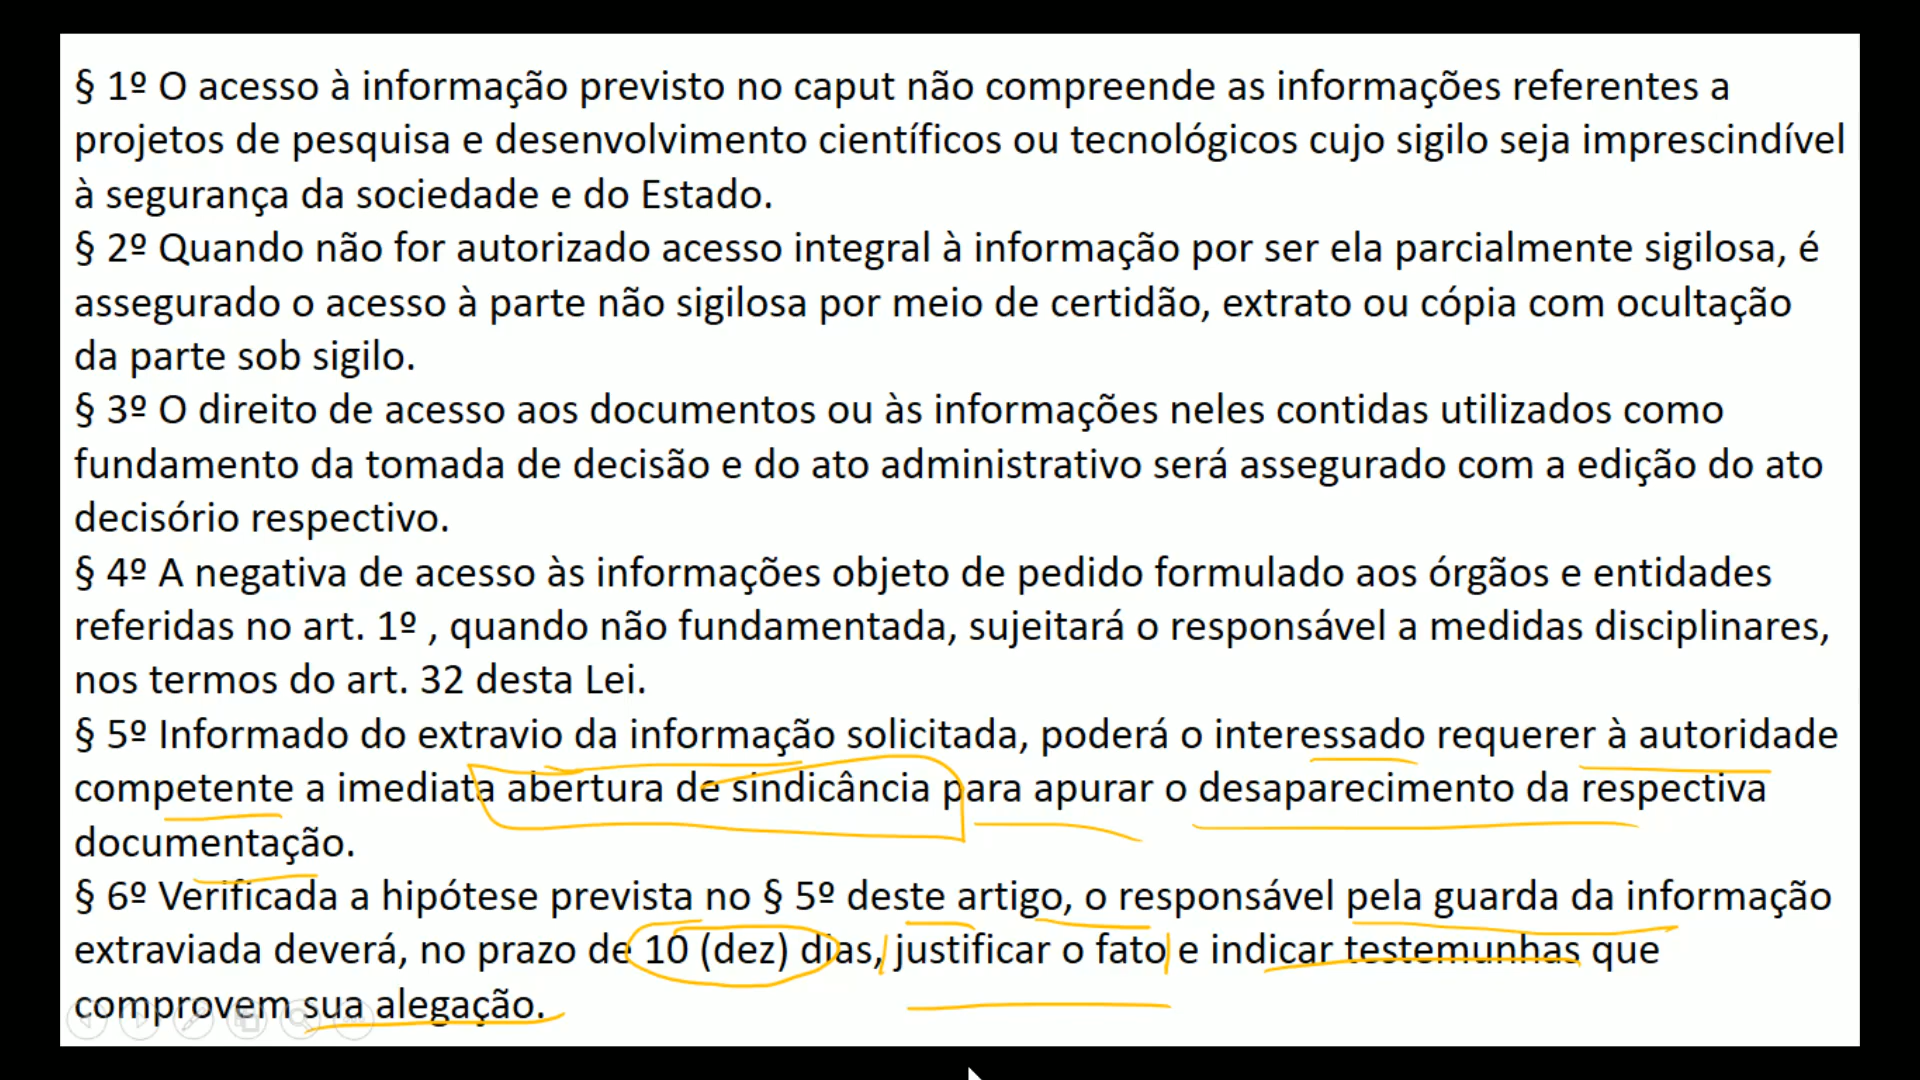 § 1º O acesso à informação previsto no caput não compreende as informações referentes a
projetos de pesquisa e desenvolvimento científicos ou tecnológicos cujo sigilo seja imprescindível
à segurança da sociedade e do Estado.
§ 2º Quando não for autorizado acesso integral à informação por ser ela parcialmente sigilosa, é
assegurado o acesso à parte não sigilosa por meio de certidão, extrato ou cópia com ocultação
da parte sob sigilo.
§ 3º O direito de acesso aos documentos ou às informações neles contidas utilizados como
fundamento da tomada de decisão e do ato administrativo será assegurado com a edição do ato
decisório respectivo.
§ 4º A negativa de acesso às informações objeto de pedido formulado aos órgãos e entidades
referidas no art. 1º , quando não fundamentada, sujeitará o responsável a medidas disciplinares,
nos termos do art. 32 desta Lei.
§ 5º Informado do extravio da informação solicitada, poderá o interessado requerer à autoridade
competente a imediata abertura de sindicância para apurar o desaparecimento da respectiva
documentação.
§ 6º Verificada a hipótese prevista no § 5º deste artigo, o responsável pela guarda da informação
extraviada deverá, no prazo de 10 (dez) dias, justificar o fato e indicar testemunhas que
comprovem sua alegação.